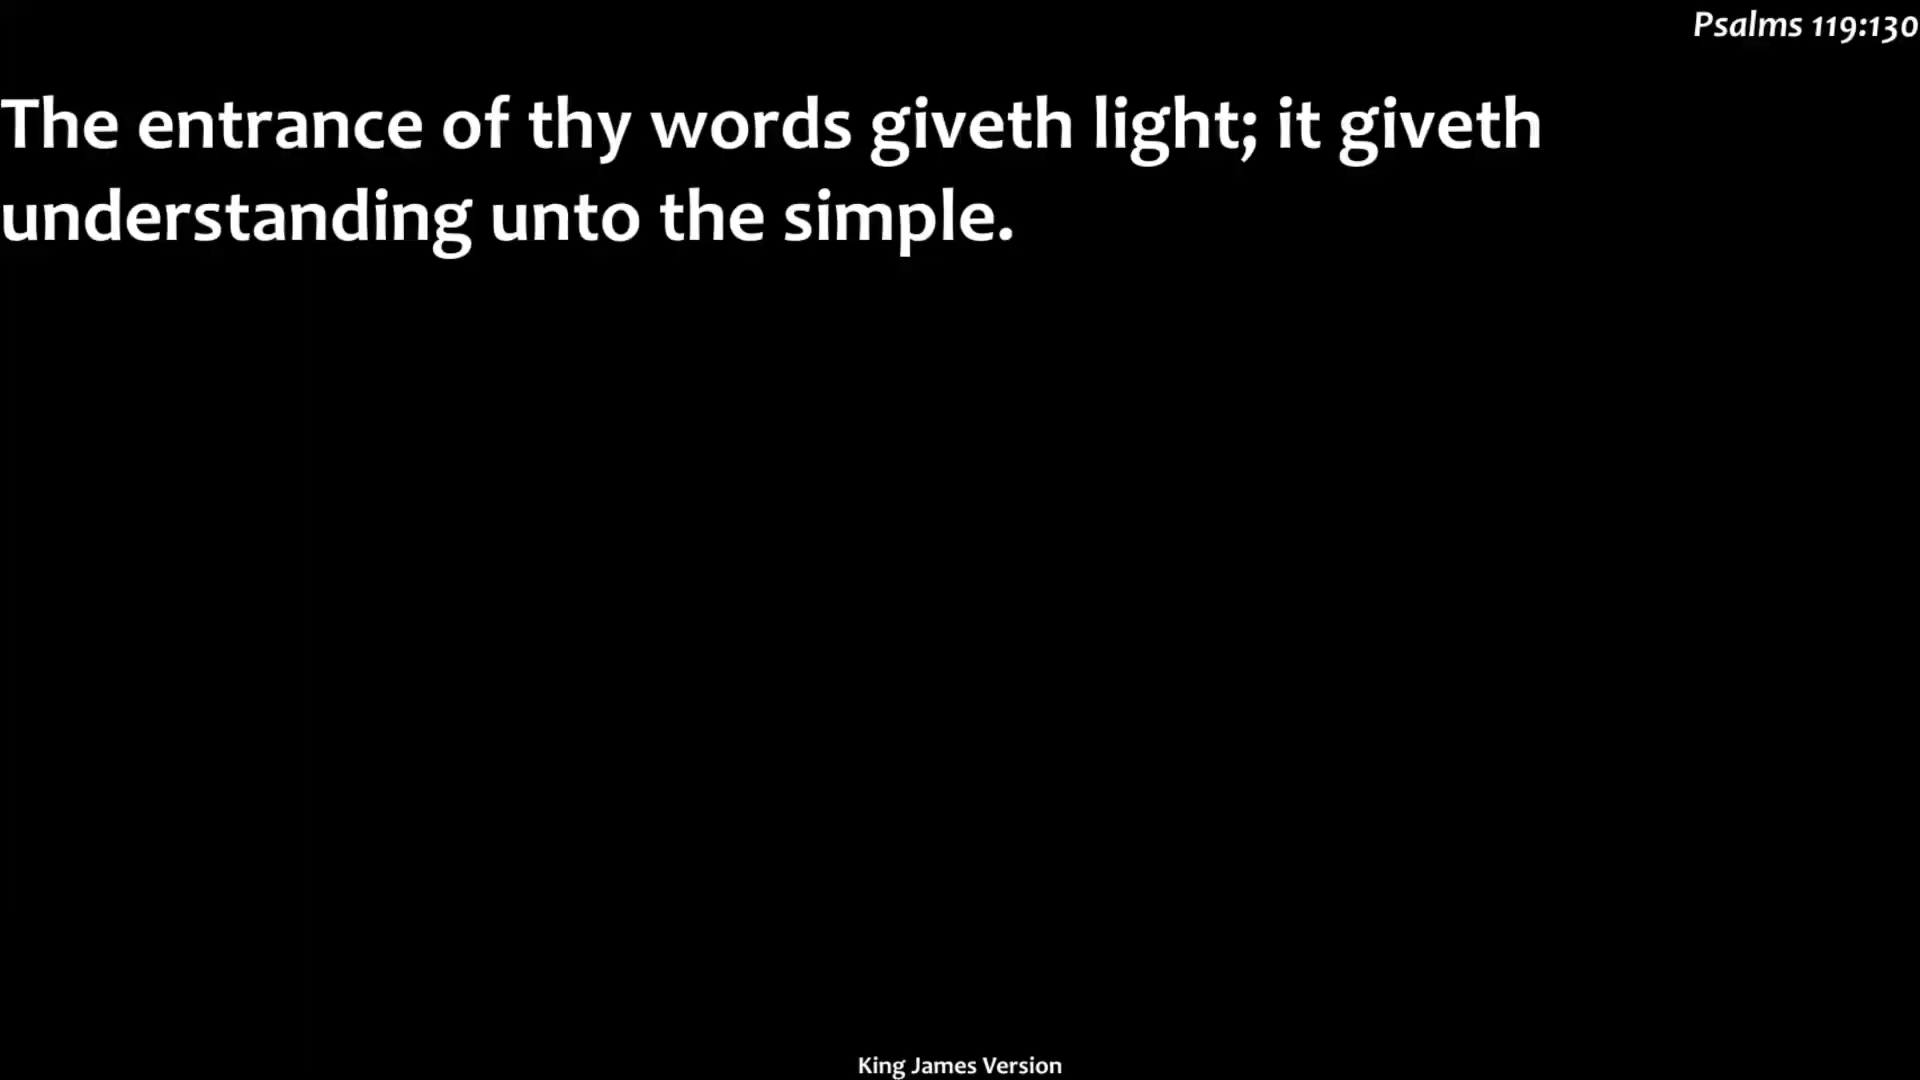 Psalms 119:130
The entrance of thy words giveth light; it giveth
understanding unto the simple.
King James Version